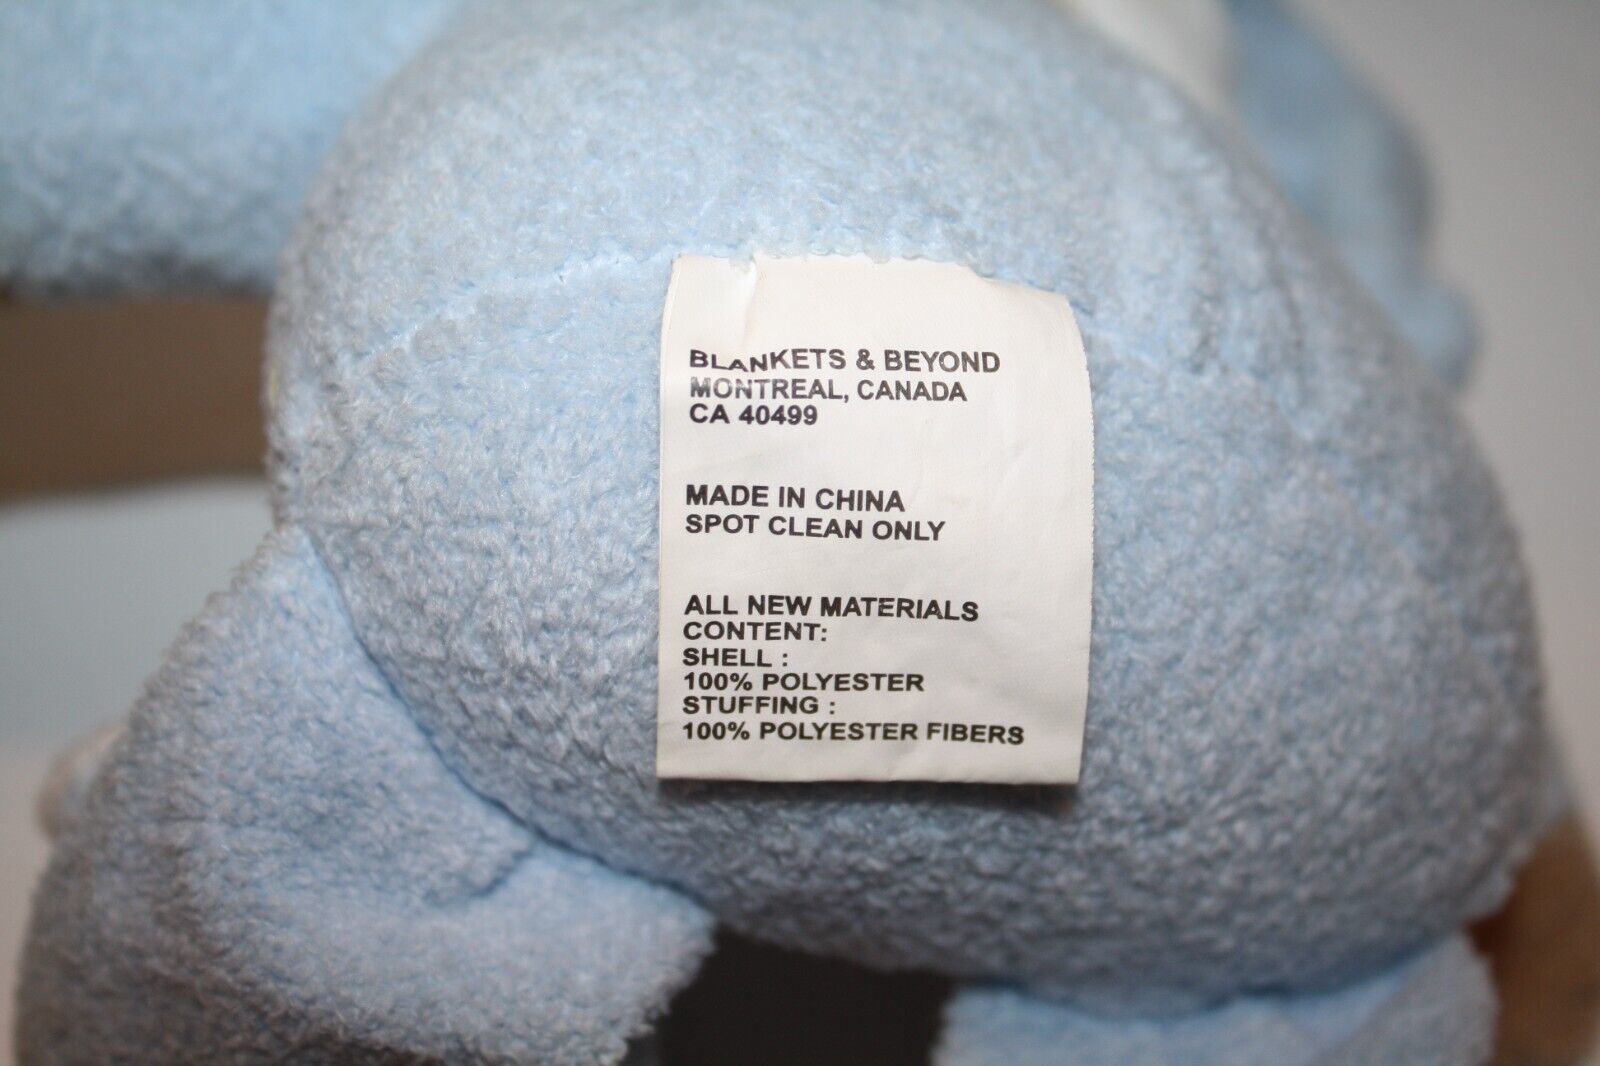 BLANKETS & BEYOND
MONTREAL, CANADA
CA 40499
MADE IN CHINA
SPOT CLEAN ONLY
ALL NEW MATERIALS
CONTENT:
SHELL :
100% POLYESTER
STUFFING :
100% POLYESTER FIBERS